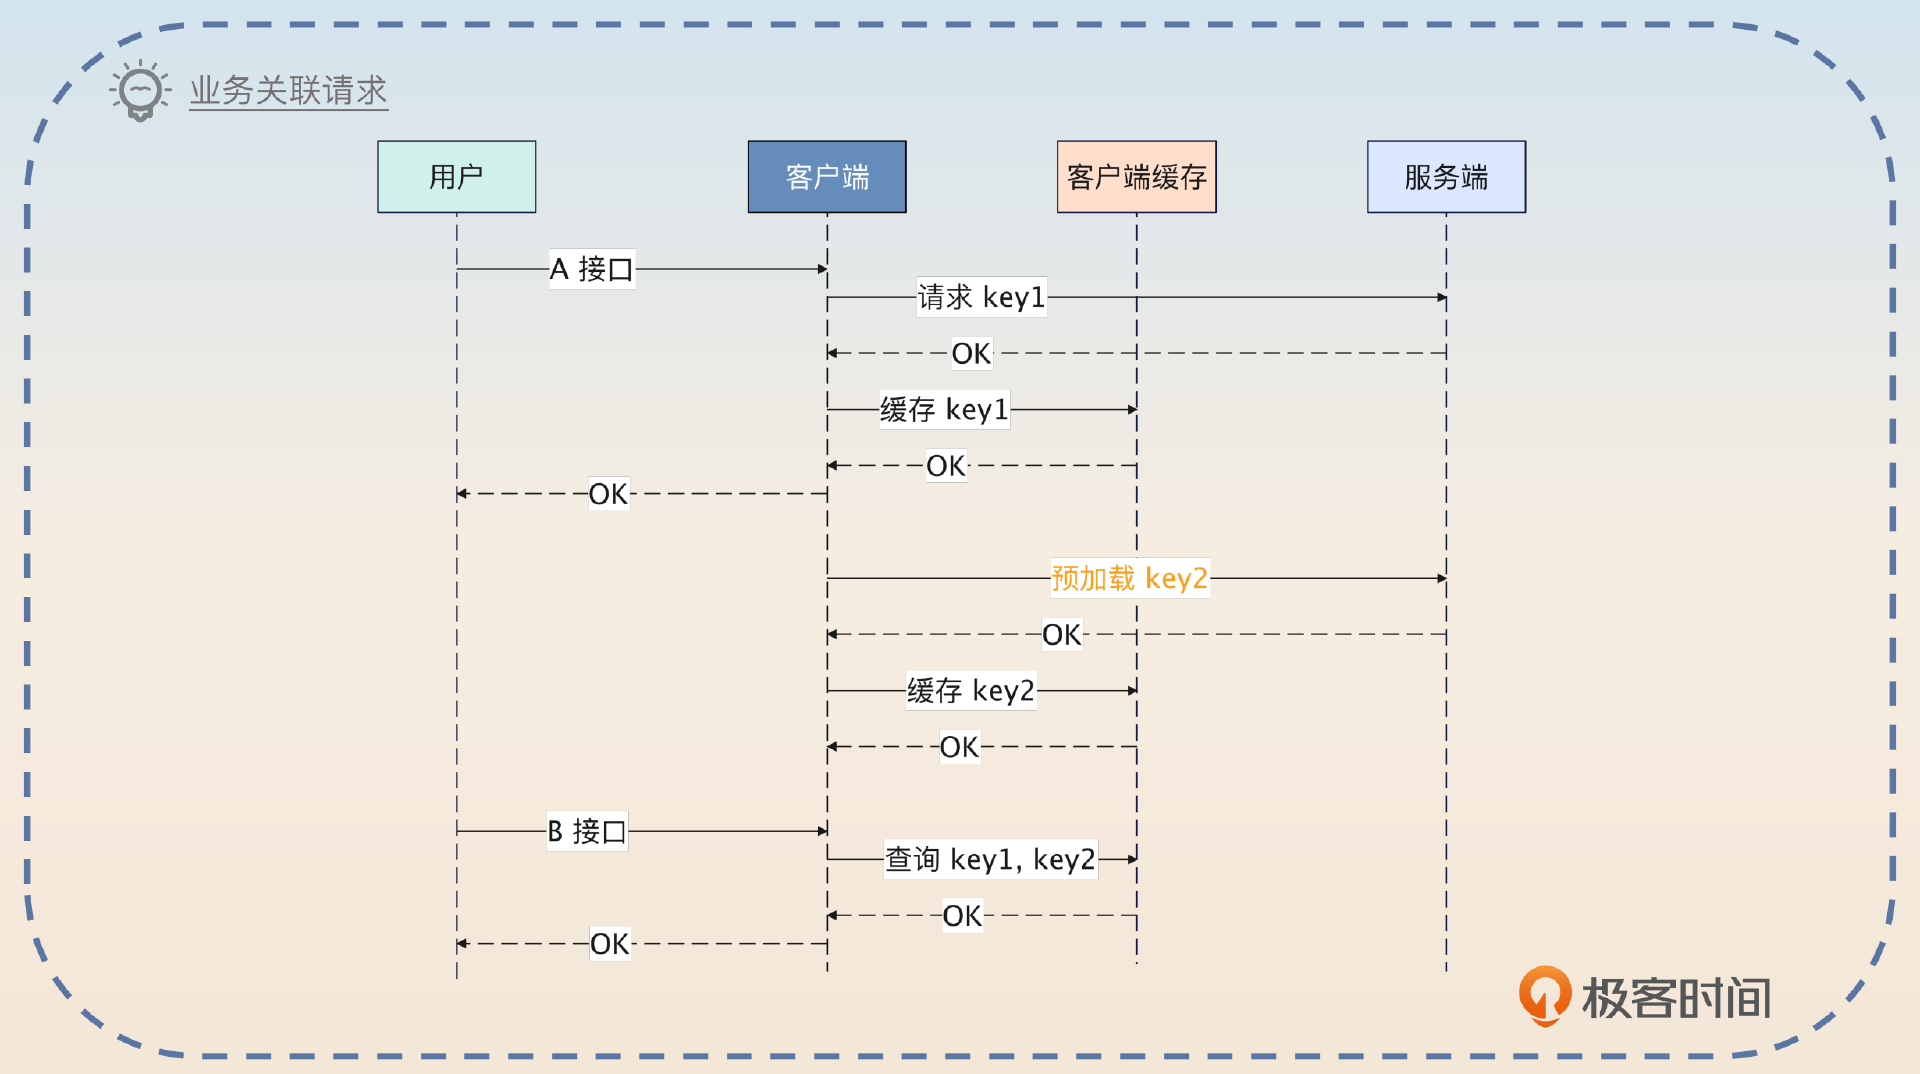 业务关联请求
用户
客户端
客户端缓存
服务端
A 接口
请求 key1
OK
缓存 key1
OK
OK
预加载 key2
OK
缓存 key2
OK
B 接口
查询 key1, key2
OK
OK
极客时间